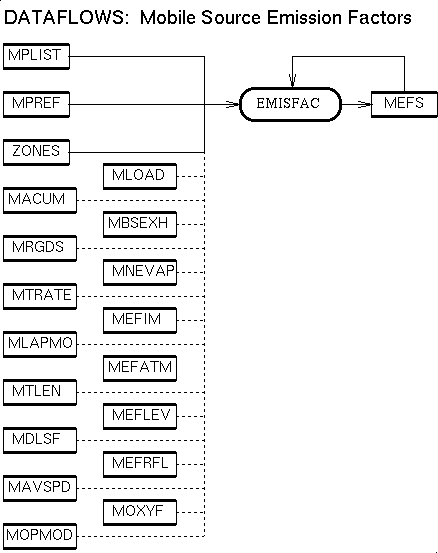 DATAFLOWS: Mobile Source Emission Factors
MPLIST
MPREF
EMISFAC
MEFS
ZONES
MLOAD
MACUM
MBSEXH
MRGDS
MNEVAP
MTRATE
MEFIM
MLAPMO
MEFATM
MTLEN
MEFLEV
MDLSF
MEFRFL
MAVSPD
MOXYF
MOPMOD